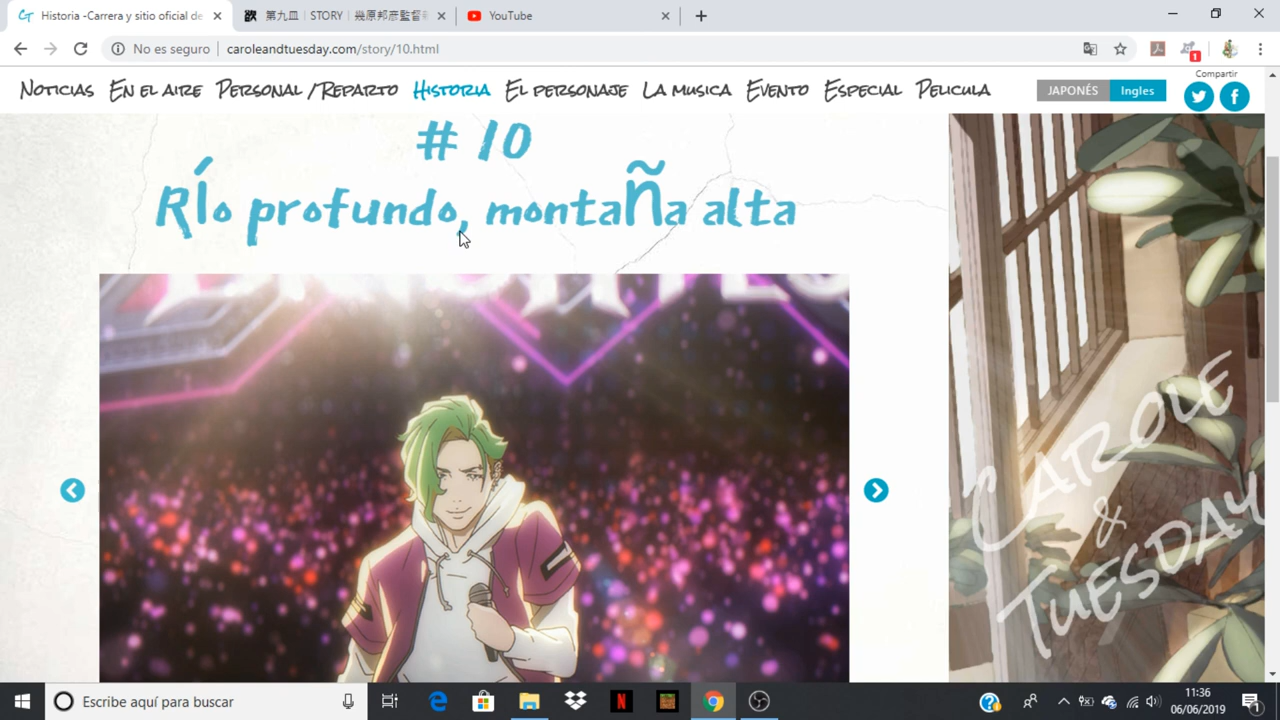 Historia -Carrera y sitio oficial de
第九皿｜STORY｜幾原邦彦監督
YouTube
No es seguro
caroleandtuesday.com/story/10.html
Noticias
En el aire
Personal /Reparto
Historia
El personaje
La musica
Evento
Especial
Pelicula
JAPONÉS
Ingles
Compartir
# 10
Río profundo, montaña alta
CAROLE
&
TUESDAY
Escribe aquí para buscar
11:36
06/06/2019